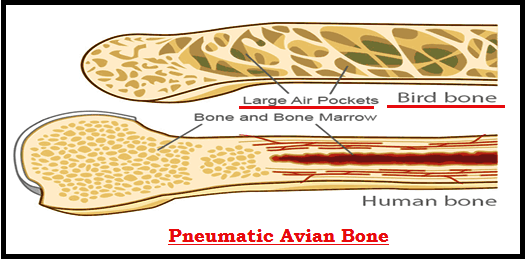 Large Air Pockets
Bird bone
Bone and Bone Marrow
Human bone
Pneumatic Avian Bone